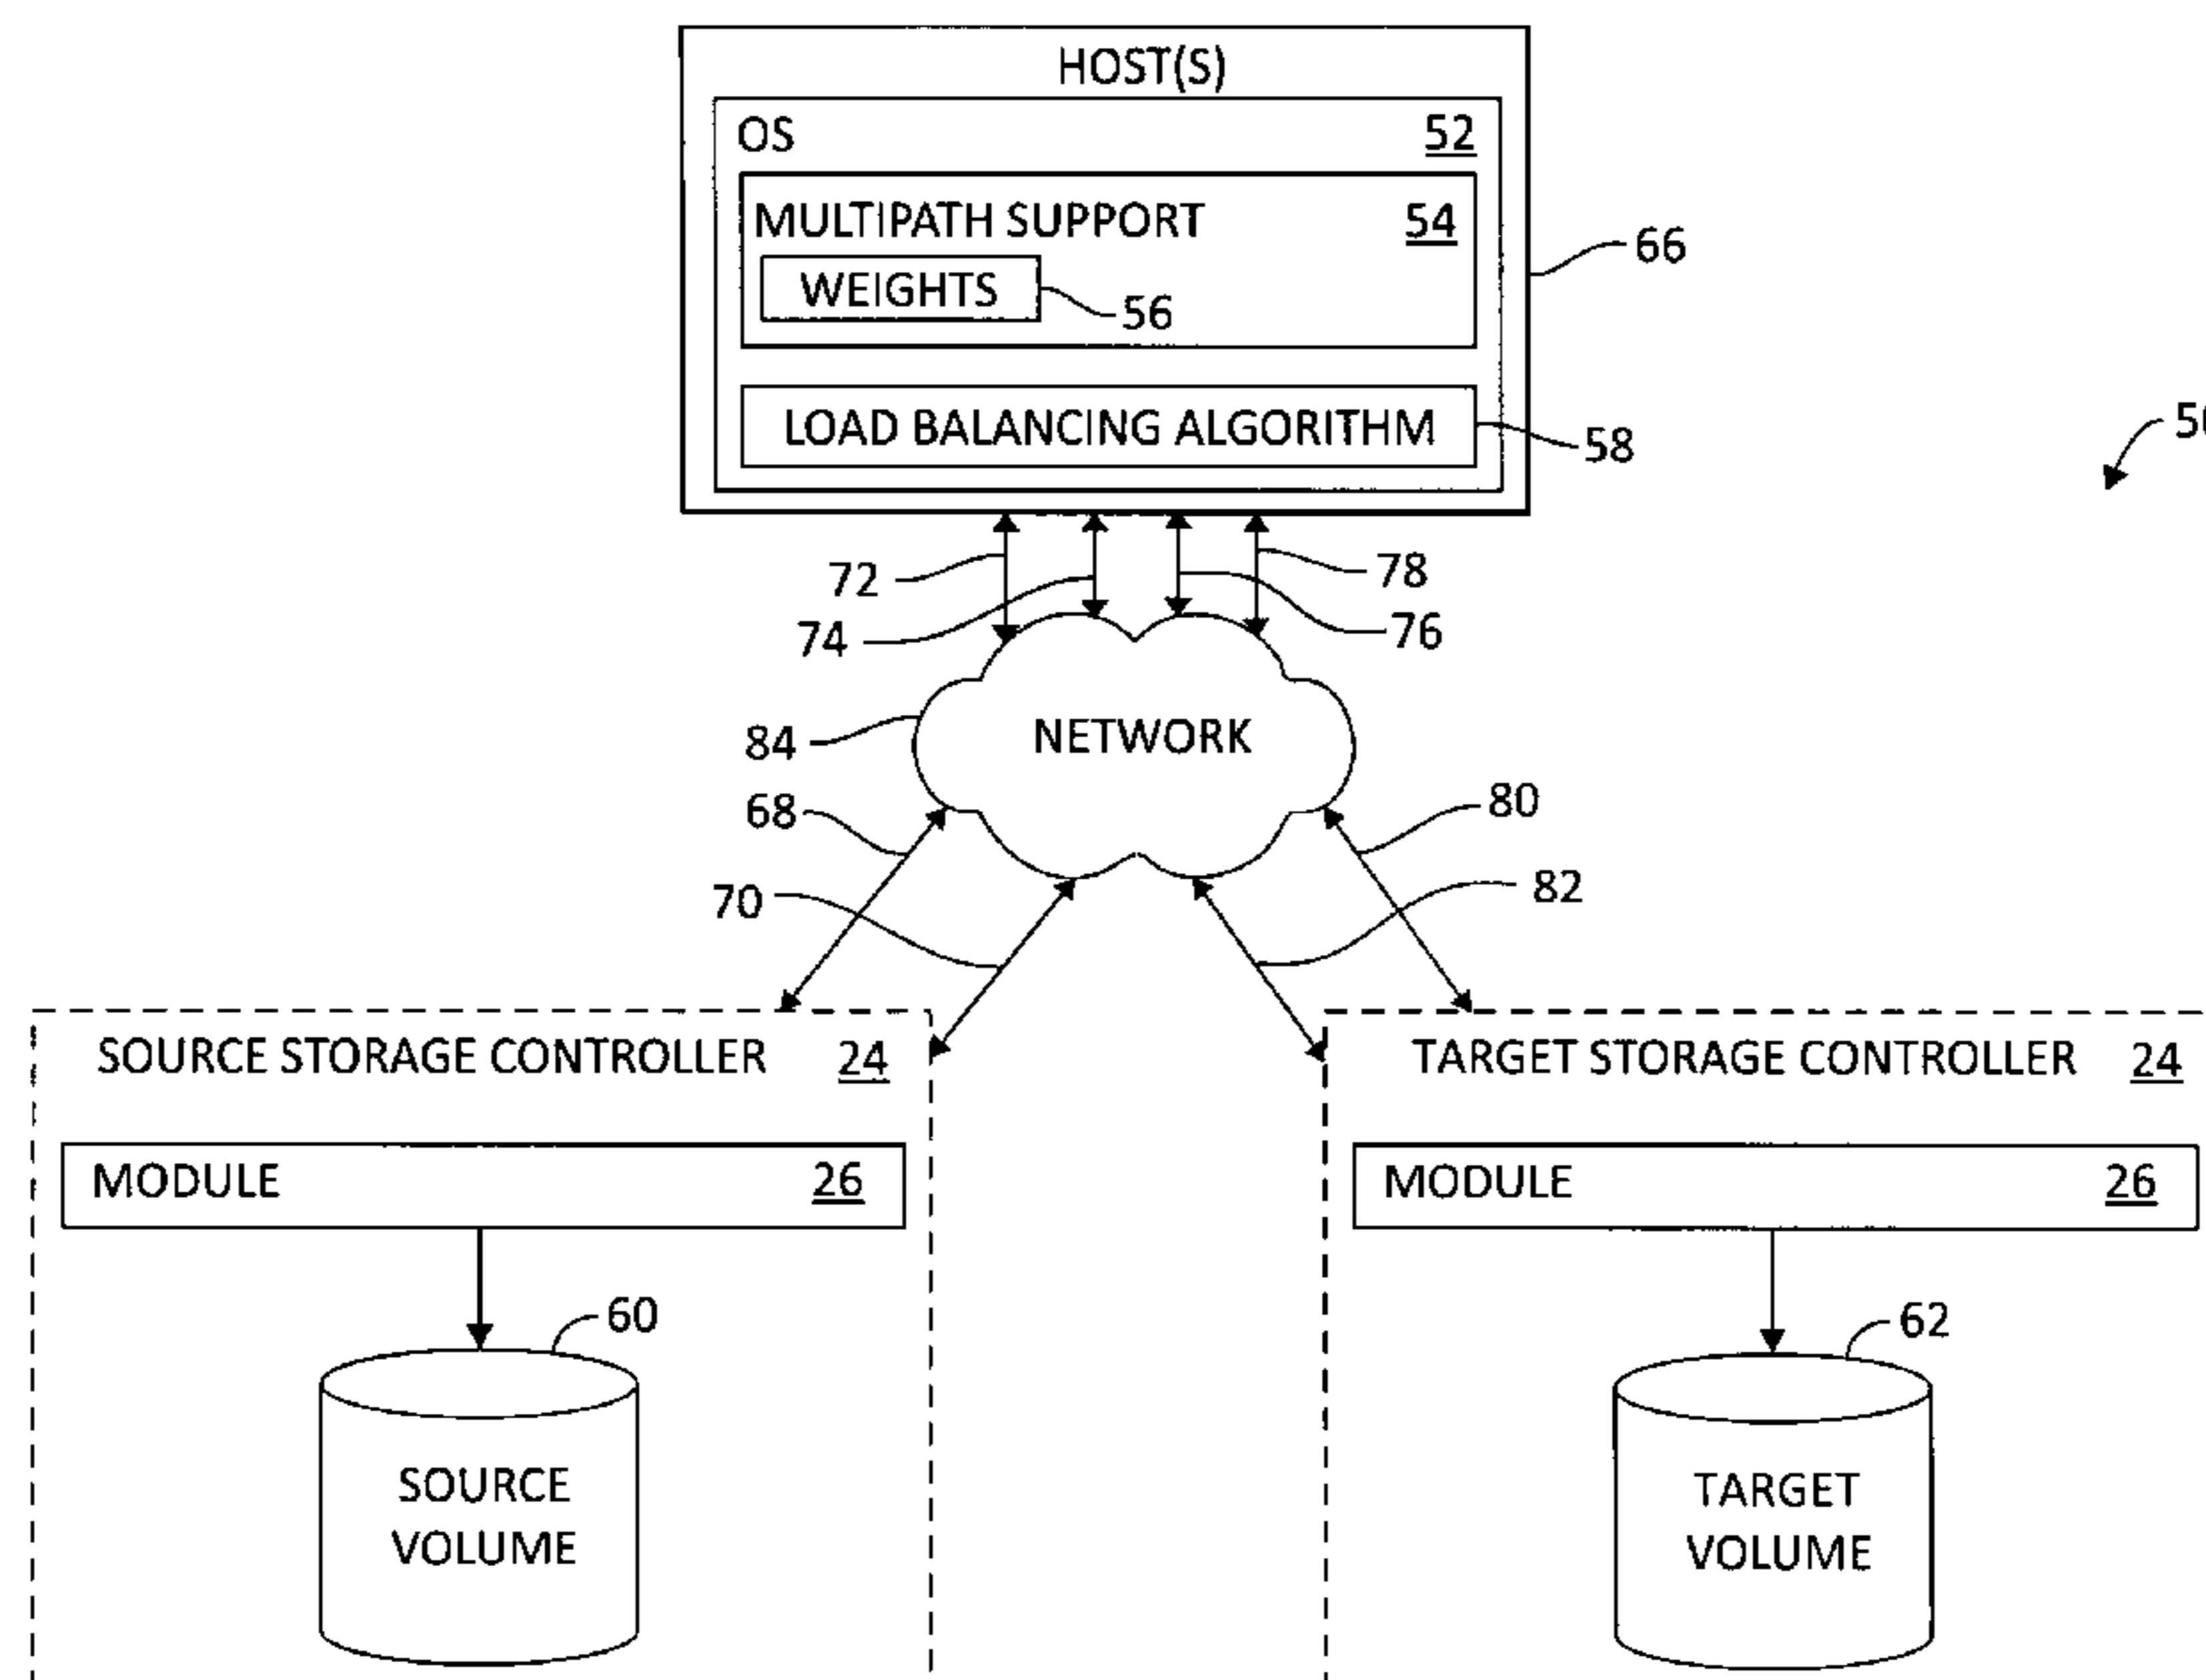 HOST(S)
OS 52
MULTIPATH SUPPORT 54
66
WEIGHTS
56
LOAD BALANCING ALGORITHM
58
72
78
74
76
NETWORK
84
68
80
70
82
SOURCE STORAGE CONTROLLER 24
TARGET STORAGE CONTROLLER 24
MODULE 26
MODULE 26
60
62
SOURCE
VOLUME
TARGET
VOLUME